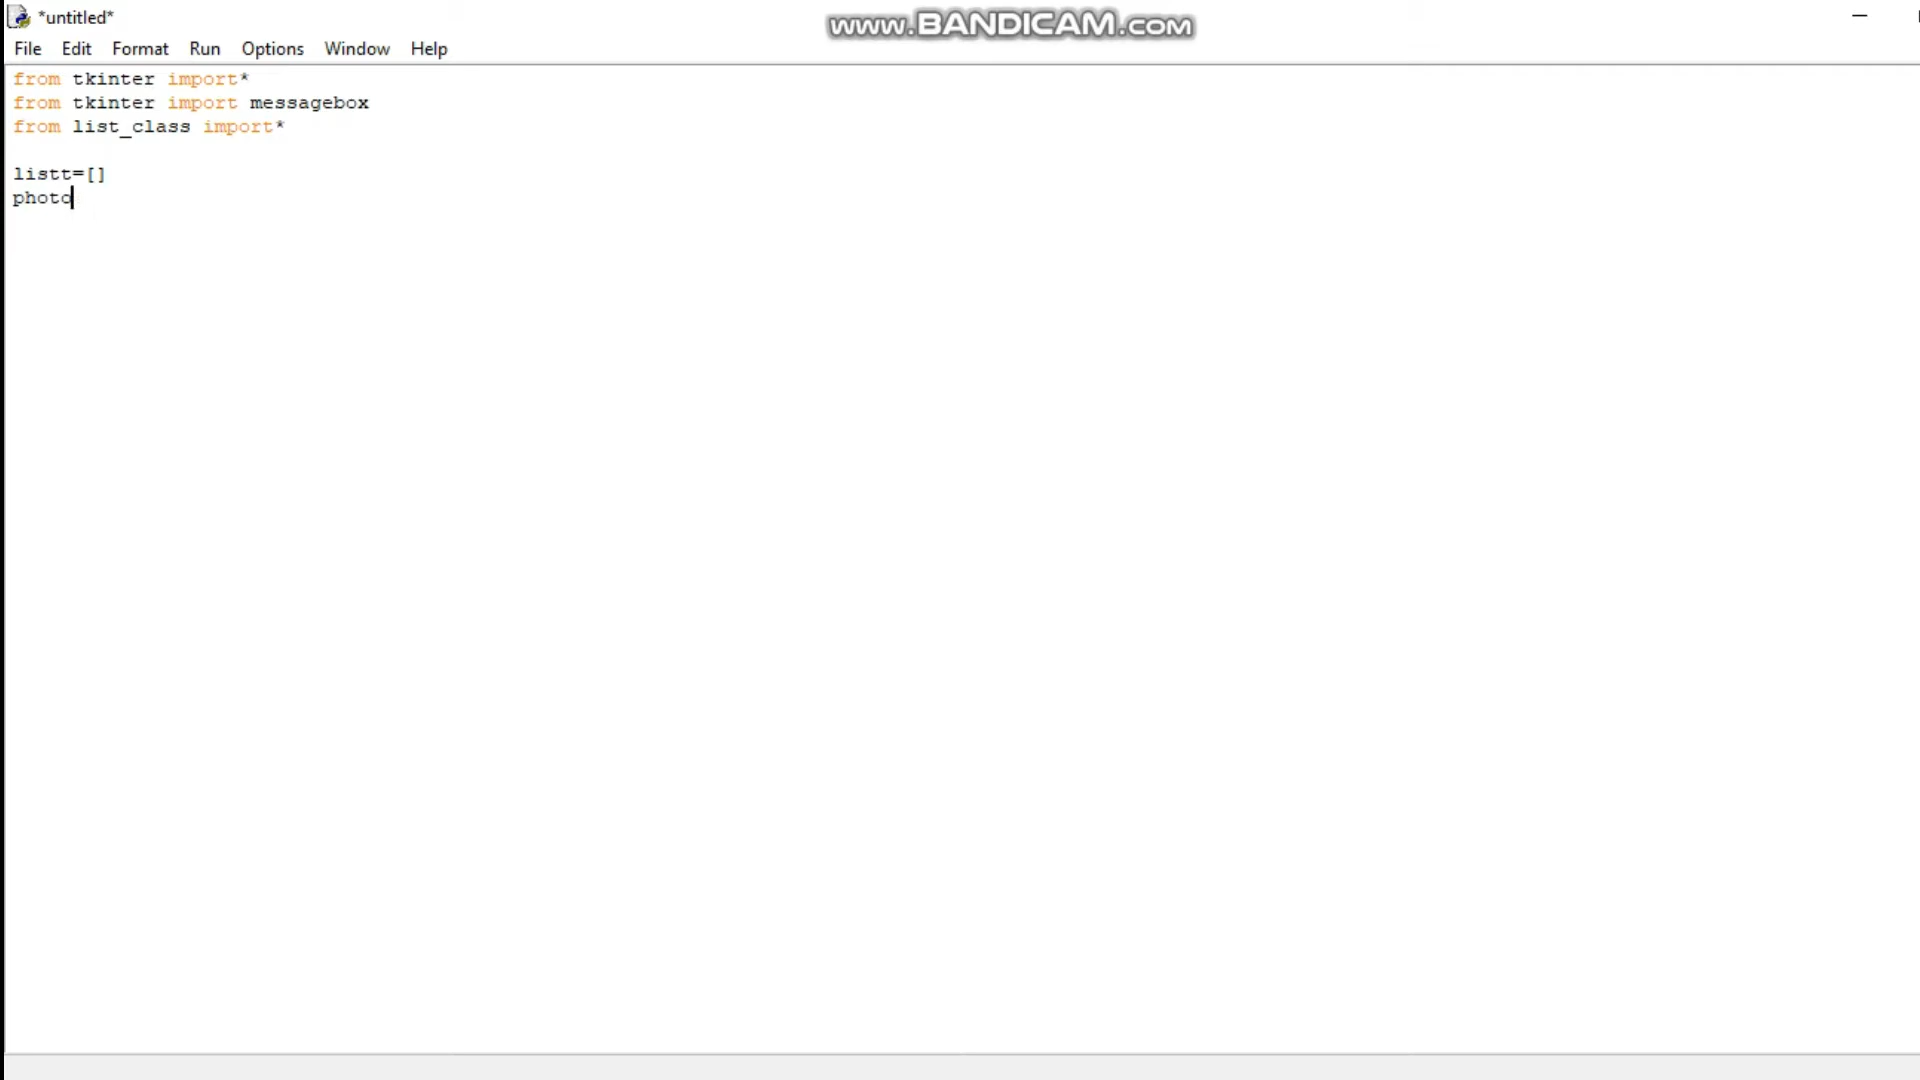 *untitled*
www.BANDICAM.com
File Edit Format Run Options Window Help
from tkinter import*
from tkinter import messagebox
from list_class import*
listt=[]
photo